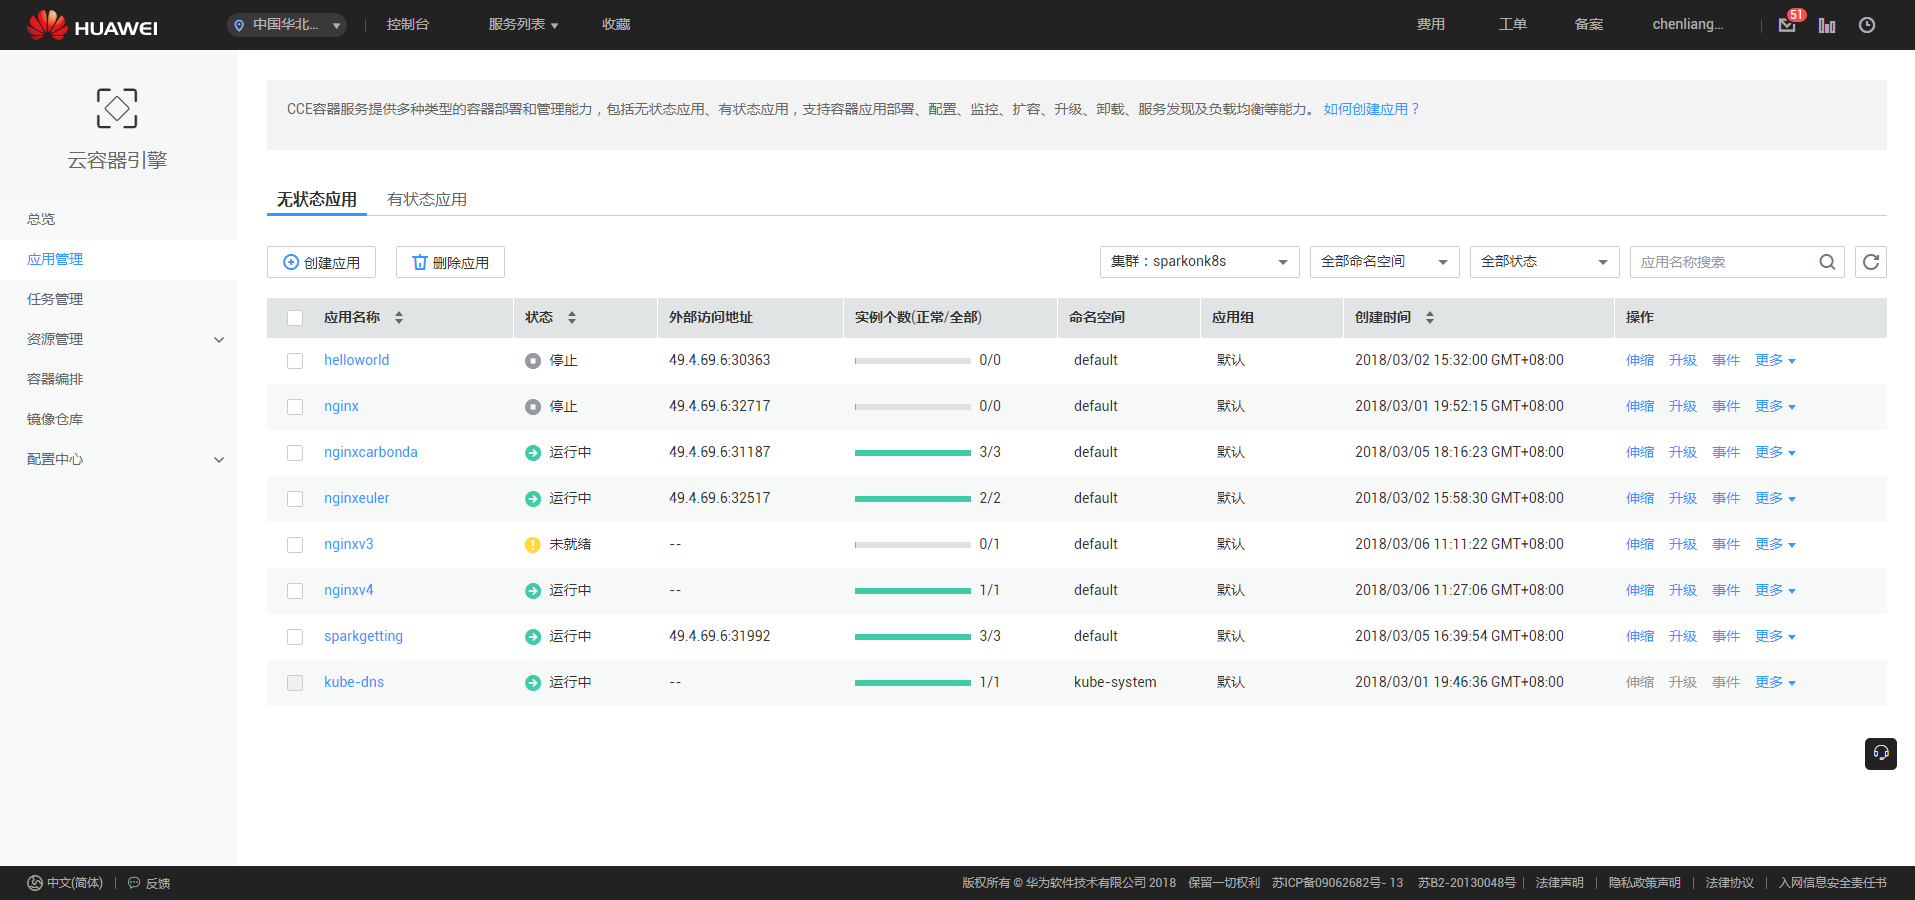 HUAWEI 中国华北... 控制台 服务列表 收藏 费用 工单 备案 chenliang... 51
云容器引擎
总览
应用管理
任务管理
资源管理
容器编排
镜像仓库
配置中心
CCE容器服务提供多种类型的容器部署和管理能力，包括无状态应用、有状态应用，支持容器应用部署、配置、监控、扩容、升级、卸载、服务发现及负载均衡等能力。 如何创建应用？
无状态应用 有状态应用
创建应用 删除应用 集群：sparkonk8s 全部命名空间 全部状态 应用名称搜索
应用名称 状态 外部访问地址 实例个数(正常/全部) 命名空间 应用组 创建时间 操作
helloworld 停止 49.4.69.6:30363 0/0 default 默认 2018/03/02 15:32:00 GMT+08:00 伸缩 升级 事件 更多
nginx 停止 49.4.69.6:32717 0/0 default 默认 2018/03/01 19:52:15 GMT+08:00 伸缩 升级 事件 更多
nginxcarbonda 运行中 49.4.69.6:31187 3/3 default 默认 2018/03/05 18:16:23 GMT+08:00 伸缩 升级 事件 更多
nginxeuler 运行中 49.4.69.6:32517 2/2 default 默认 2018/03/02 15:58:30 GMT+08:00 伸缩 升级 事件 更多
nginxv3 未就绪 -- 0/1 default 默认 2018/03/06 11:11:22 GMT+08:00 伸缩 升级 事件 更多
nginxv4 运行中 -- 1/1 default 默认 2018/03/06 11:27:06 GMT+08:00 伸缩 升级 事件 更多
sparkgetting 运行中 49.4.69.6:31992 3/3 default 默认 2018/03/05 16:39:54 GMT+08:00 伸缩 升级 事件 更多
kube-dns 运行中 -- 1/1 kube-system 默认 2018/03/01 19:46:36 GMT+08:00 伸缩 升级 事件 更多
中文(简体) 反馈 版权所有 © 华为软件技术有限公司 2018 保留一切权利 苏ICP备09062682号- 13 苏B2-20130048号 法律声明 隐私政策声明 法律协议 入网信息安全责任书